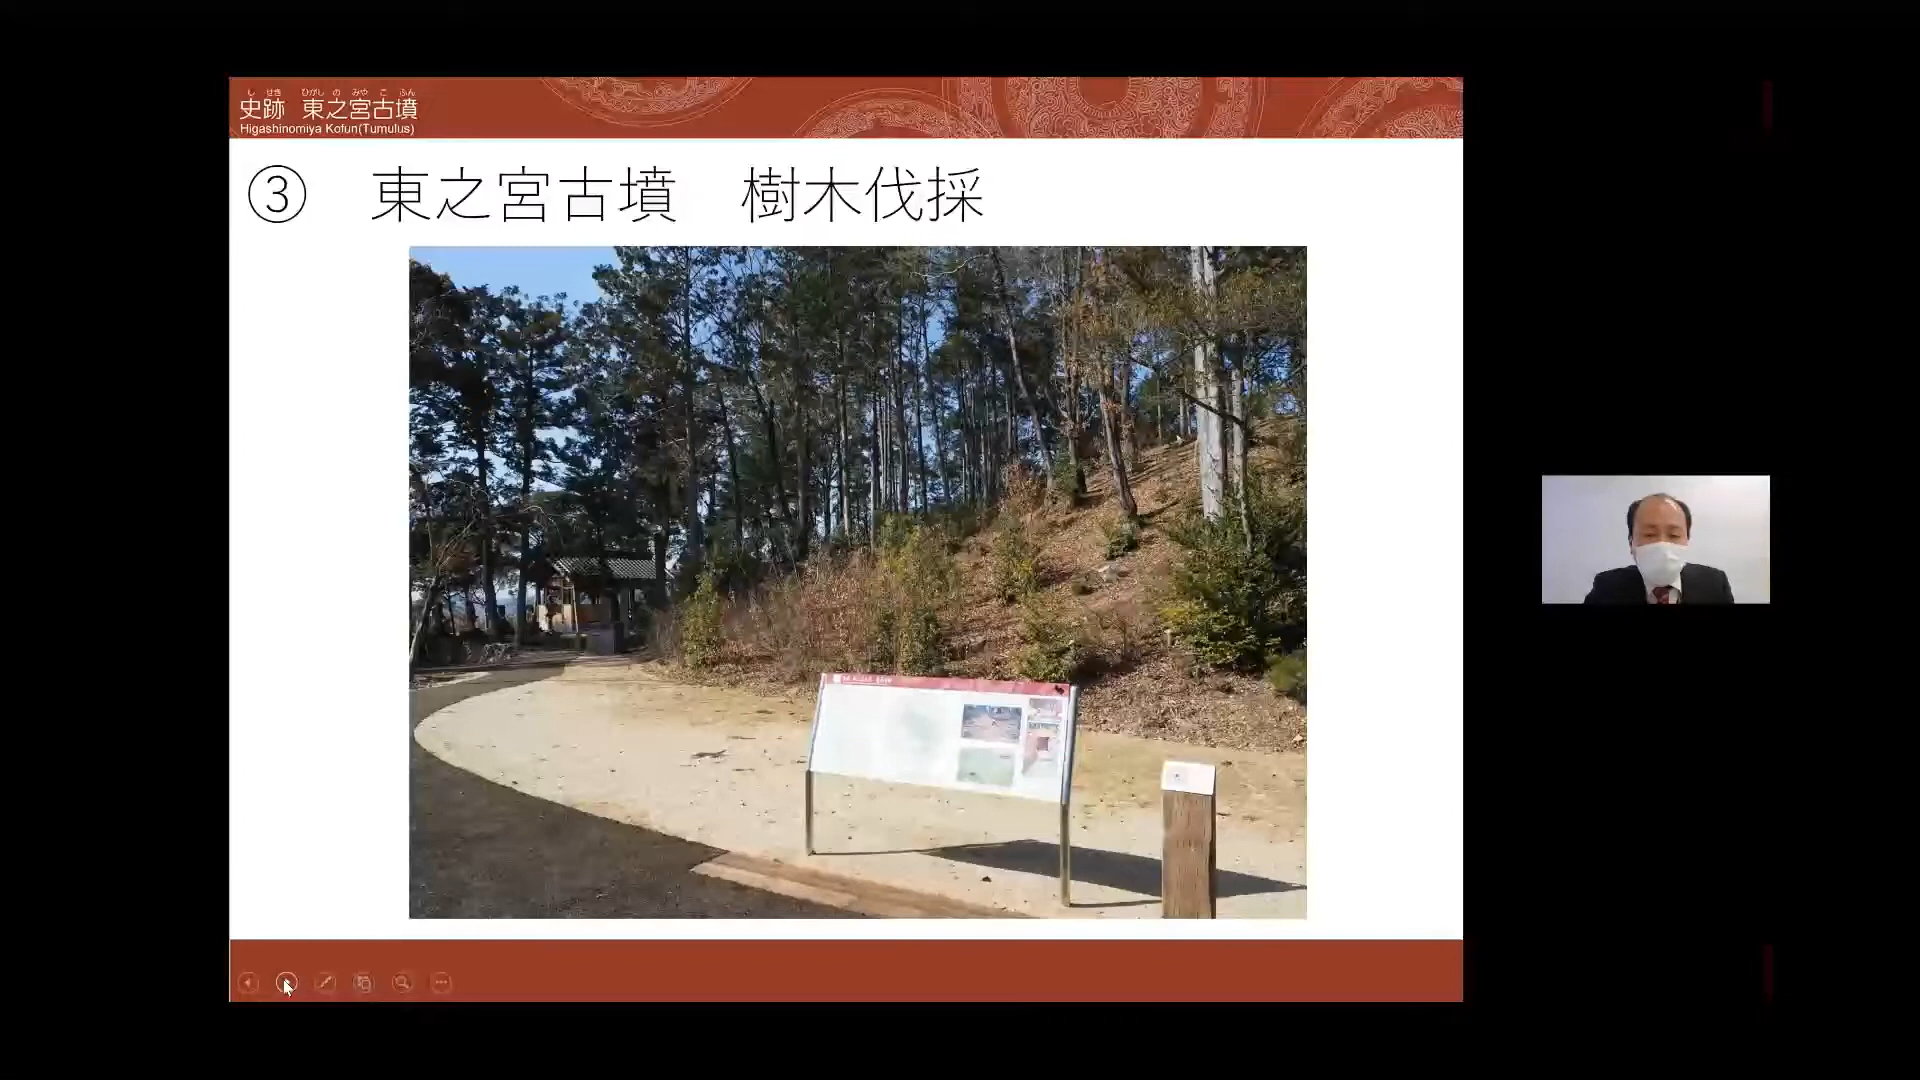 し せき ひがし の みや こ ふん
史跡 東之宮古墳
Higashinomiya Kofun(Tumulus)
③ 東之宮古墳 樹木伐採